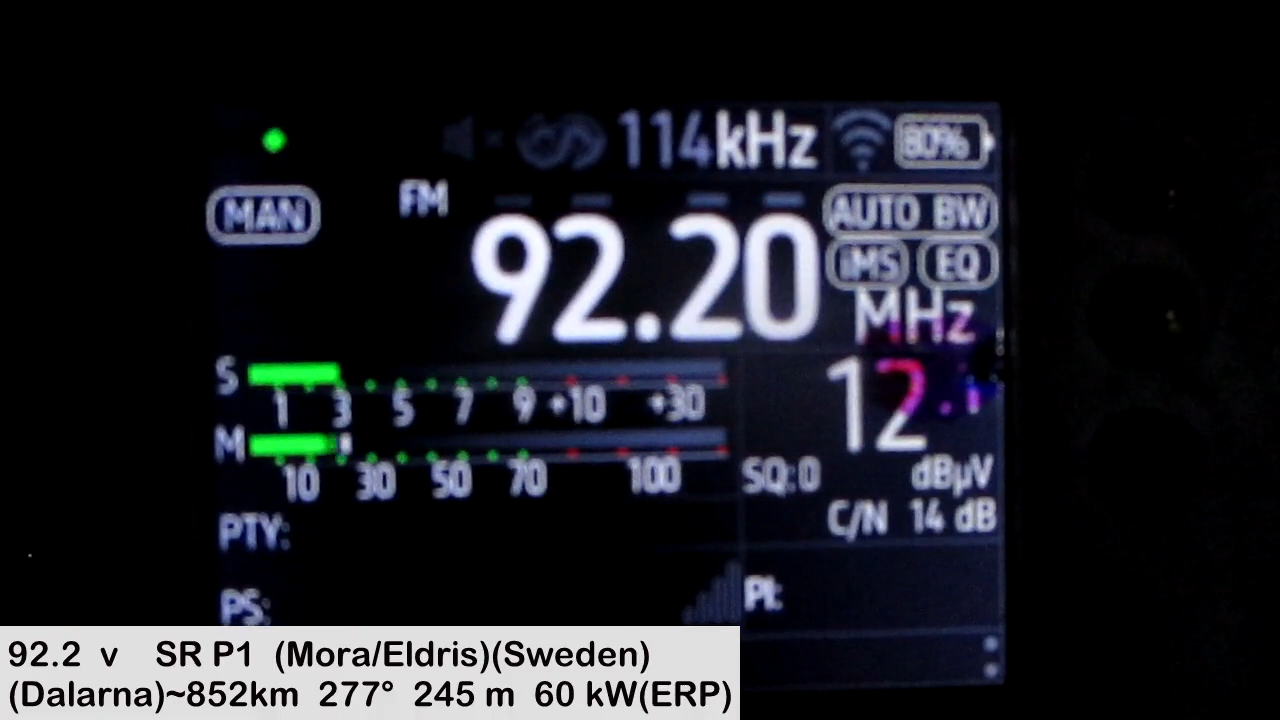 114kHz 80%
MAN FM AUTO BW
92.20 iMS EQ
MHz
S
1 3 5 7 9 +10 +30
M
10 30 50 70 100
12.1
SQ:0 dBµV
C/N 14 dB
PTY:
PS: PI:
92.2 v SR P1 (Mora/Eldris)(Sweden)
(Dalarna)~852km 277° 245 m 60 kW(ERP)